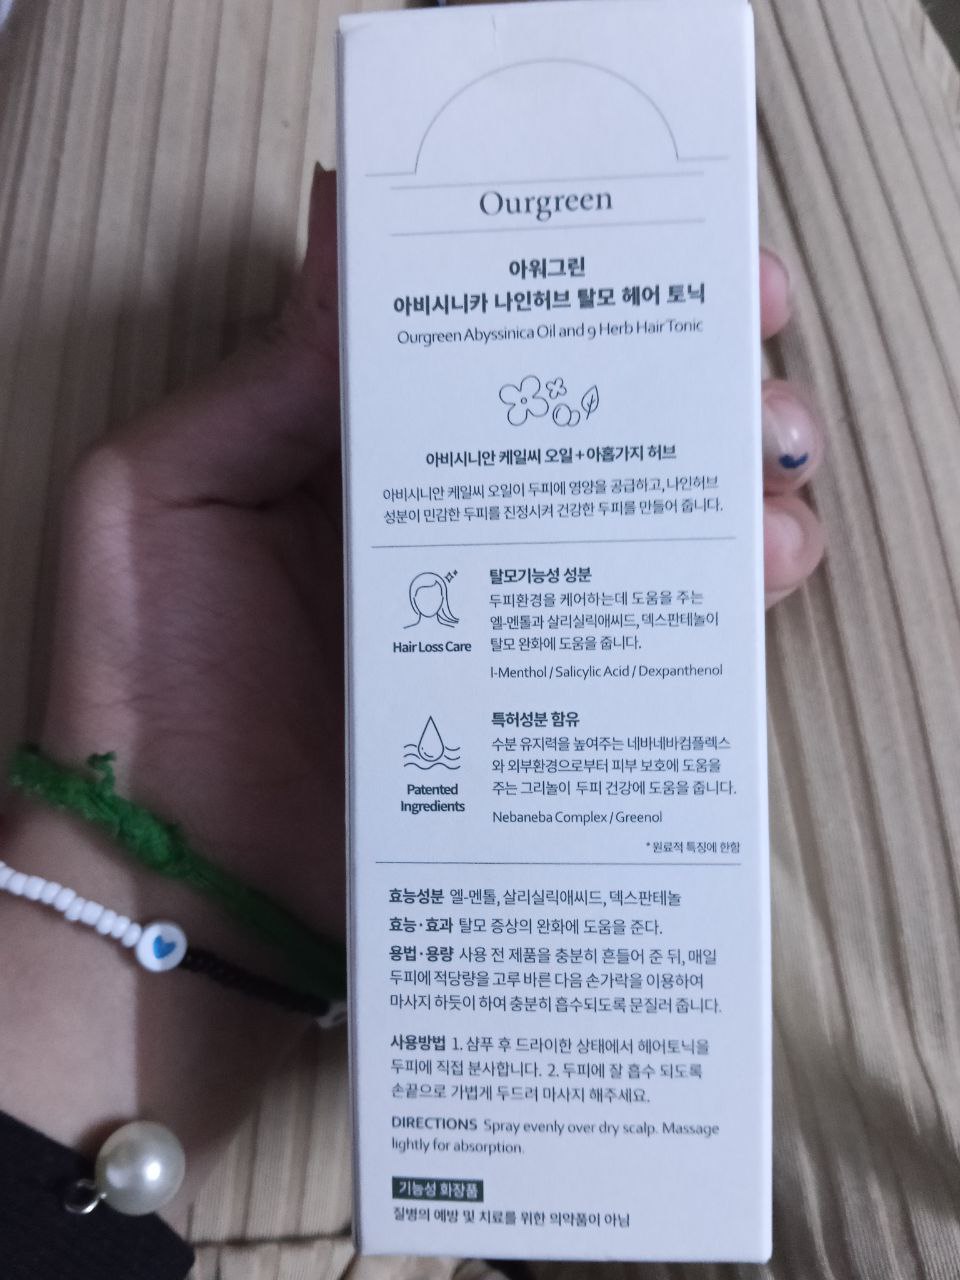 Ourgreen
아워그린
아비시니카 나인허브 탈모 헤어 토닉
Ourgreen Abyssinica Oil and 9 Herb Hair Tonic
아비시니안 케일씨 오일+아홉가지 허브
아비시니안 케일씨 오일이 두피에 영양을 공급하고, 나인허브
성분이 민감한 두피를 진정시켜 건강한 두피를 만들어 줍니다.
Hair Loss Care
탈모기능성 성분
두피환경을 케어하는데 도움을 주는
엘-멘톨과 살리실릭애씨드, 덱스판테놀이
탈모 완화에 도움을 줍니다.
l-Menthol / Salicylic Acid / Dexpanthenol
Patented
Ingredients
특허성분 함유
수분 유지력을 높여주는 네바네바컴플렉스
와 외부환경으로부터 피부 보호에 도움을
주는 그리놀이 두피 건강에 도움을 줍니다.
Nebaneba Complex / Greenol
*원료적 특징에 한함
효능성분 엘-멘톨, 살리실릭애씨드, 덱스판테놀
효능·효과 탈모 증상의 완화에 도움을 준다.
용법·용량 사용 전 제품을 충분히 흔들어 준 뒤, 매일
두피에 적당량을 고루 바른 다음 손가락을 이용하여
마사지 하듯이 하여 충분히 흡수되도록 문질러 줍니다.
사용방법 1. 샴푸 후 드라이한 상태에서 헤어토닉을
두피에 직접 분사합니다. 2. 두피에 잘 흡수 되도록
손끝으로 가볍게 두드려 마사지 해주세요.
DIRECTIONS Spray evenly over dry scalp. Massage
lightly for absorption.
기능성 화장품
질병의 예방 및 치료를 위한 의약품이 아님